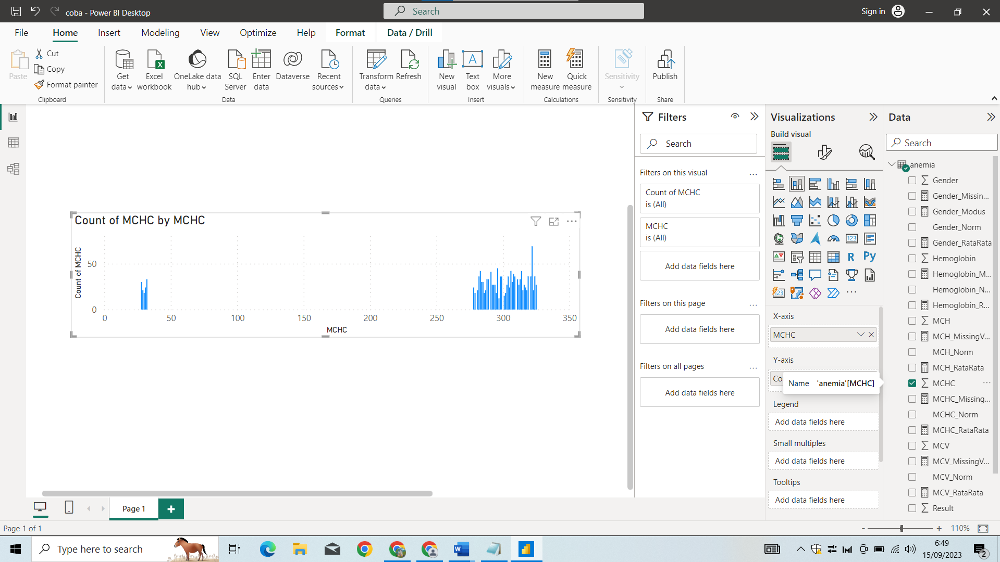 coba - Power BI Desktop
Search
Sign in
File
Home
Insert
Modeling
View
Optimize
Help
Format
Data / Drill
Paste
Cut
Copy
Format painter
Clipboard
Get
data
Excel
workbook
OneLake data
hub
SQL
Server
Enter
data
Dataverse
Recent
sources
Data
Transform
data
Refresh
Queries
New
visual
A
Text
box
More
visuals
Insert
New
measure
Quick
measure
Calculations
Sensitivity
Sensitivity
Publish
Share
Count of MCHC by MCHC
Count of MCHC
50
0
0
50
100
150
200
250
300
350
MCHC
Filters
Search
Filters on this visual
...
Count of MCHC
is (All)
MCHC
is (All)
Add data fields here
Filters on this page
...
Add data fields here
Filters on all pages
...
Add data fields here
Visualizations
Build visual
123
R
Py
123
...
X-axis
MCHC
Y-axis
Co
Name 'anemia'[MCHC]
Legend
Add data fields here
Small multiples
Add data fields here
Tooltips
Add data fields here
Data
Search
anemia
Gender
Gender_Missin...
Gender_Modus
Gender_Norm
Gender_RataRata
Hemoglobin
Hemoglobin_M...
Hemoglobin_N...
Hemoglobin_R...
MCH
MCH_MissingV...
MCH_Norm
MCH_RataRata
MCHC
...
MCHC_Missing...
MCHC_Norm
MCHC_RataRata
MCV
MCV_MissingV...
MCV_Norm
MCV_RataRata
Result
Page 1
+
Page 1 of 1
- + 110%
Type here to search
6:49
15/09/2023
2